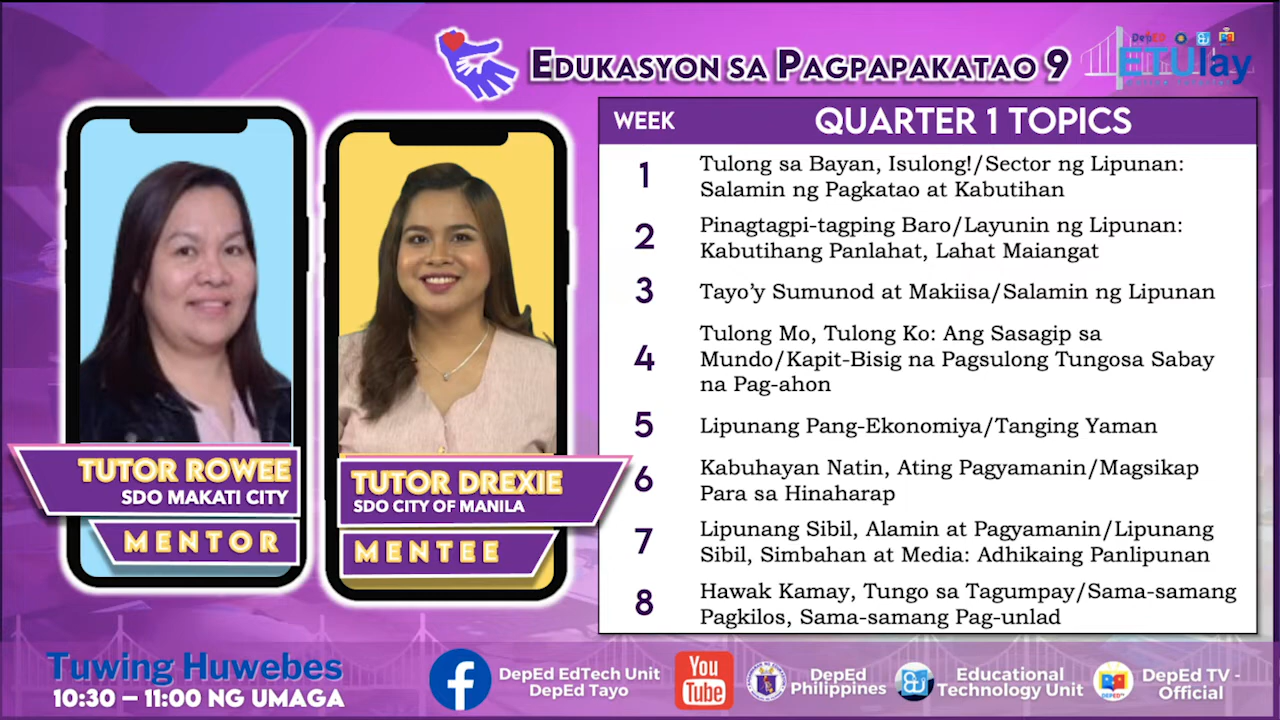 EDUKASYON SA PAGPAPAKATAO 9
DepED
ETUlay
WEEK
QUARTER 1 TOPICS
1
Tulong sa Bayan, Isulong!/Sector ng Lipunan:
Salamin ng Pagkatao at Kabutihan
2
Pinagtagpi-tagping Baro/Layunin ng Lipunan:
Kabutihang Panlahat, Lahat Maiangat
3
Tayo’y Sumunod at Makiisa/Salamin ng Lipunan
4
Tulong Mo, Tulong Ko: Ang Sasagip sa
Mundo/Kapit-Bisig na Pagsulong Tungosa Sabay
na Pag-ahon
5
Lipunang Pang-Ekonomiya/Tanging Yaman
6
Kabuhayan Natin, Ating Pagyamanin/Magsikap
Para sa Hinaharap
7
Lipunang Sibil, Alamin at Pagyamanin/Lipunang
Sibil, Simbahan at Media: Adhikaing Panlipunan
8
Hawak Kamay, Tungo sa Tagumpay/Sama-samang
Pagkilos, Sama-samang Pag-unlad
TUTOR ROWEE
SDO MAKATI CITY
MENTOR
TUTOR DREXIE
SDO CITY OF MANILA
MENTEE
Tuwing Huwebes
10:30 – 11:00 NG UMAGA
DepEd EdTech Unit
DepEd Tayo
You
Tube
DepEd
Philippines
Educational
Technology Unit
DepEd TV -
Official